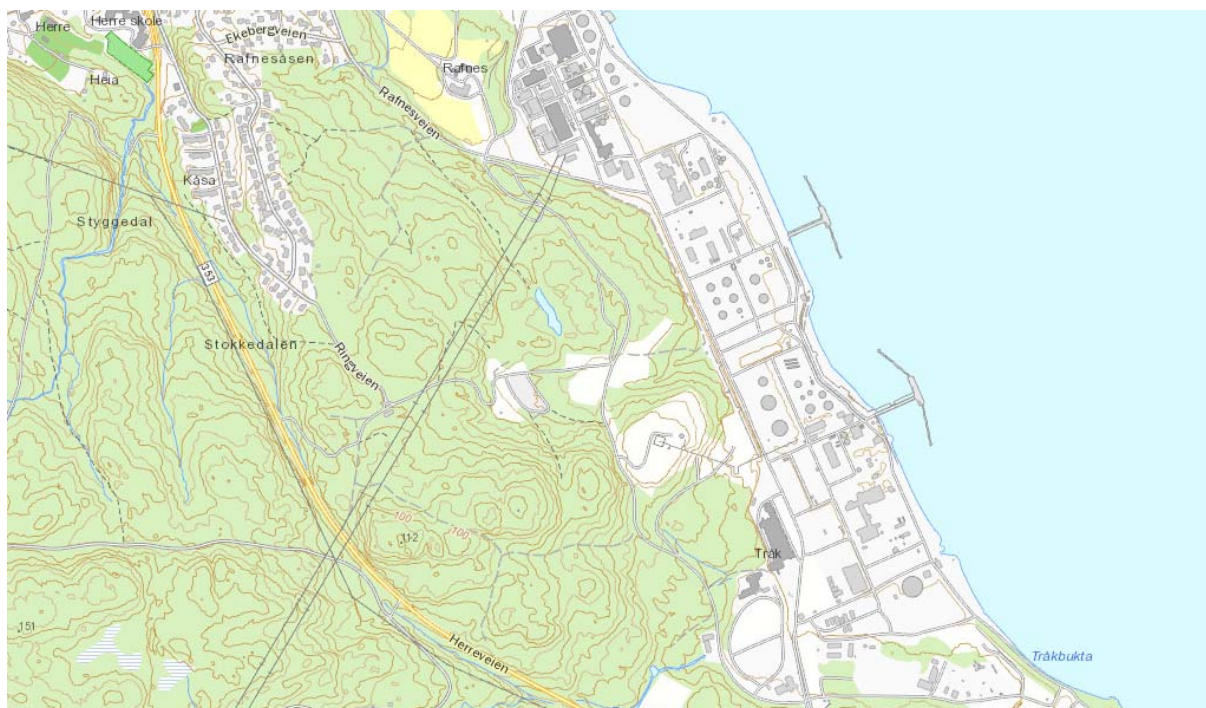 Herre
Herre skole
Ekebergveien
Rafnesåsen
Rafnes
Heia
Rafnesveien
Kåsa
Styggedal
353
Stokkedalen
Ringveien
100
100
112
Tråk
151
Herreveien
Tråkbukta